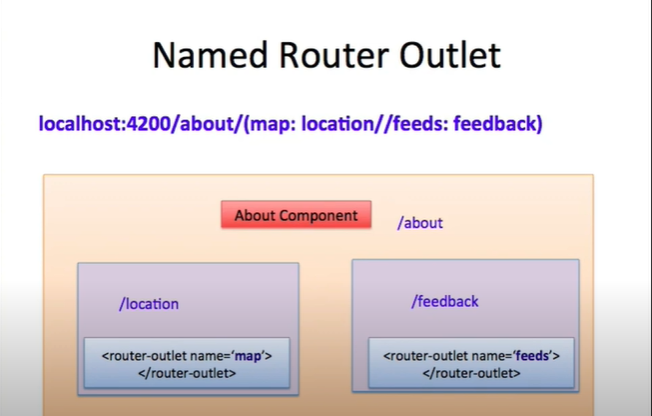 Named Router Outlet
localhost:4200/about/(map: location//feeds: feedback)
About Component
/about
/location
/feedback
<router-outlet name=‘map’>
</router-outlet>
<router-outlet name=‘feeds’>
</router-outlet>